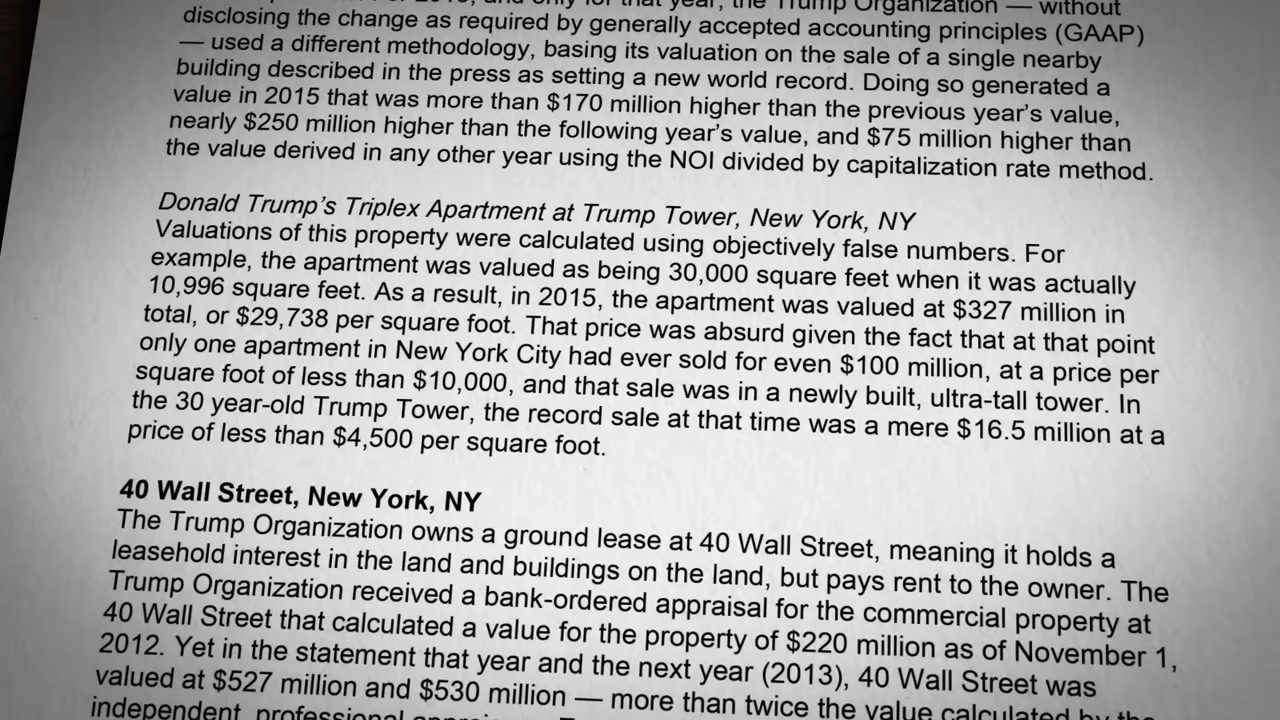 2015, and only for that year, the Trump Organization — without
disclosing the change as required by generally accepted accounting principles (GAAP)
— used a different methodology, basing its valuation on the sale of a single nearby
building described in the press as setting a new world record. Doing so generated a
value in 2015 that was more than $170 million higher than the previous year’s value,
nearly $250 million higher than the following year’s value, and $75 million higher than
the value derived in any other year using the NOI divided by capitalization rate method.
Donald Trump’s Triplex Apartment at Trump Tower, New York, NY
Valuations of this property were calculated using objectively false numbers. For
example, the apartment was valued as being 30,000 square feet when it was actually
10,996 square feet. As a result, in 2015, the apartment was valued at $327 million in
total, or $29,738 per square foot. That price was absurd given the fact that at that point
only one apartment in New York City had ever sold for even $100 million, at a price per
square foot of less than $10,000, and that sale was in a newly built, ultra-tall tower. In
the 30 year-old Trump Tower, the record sale at that time was a mere $16.5 million at a
price of less than $4,500 per square foot.
40 Wall Street, New York, NY
The Trump Organization owns a ground lease at 40 Wall Street, meaning it holds a
leasehold interest in the land and buildings on the land, but pays rent to the owner. The
Trump Organization received a bank-ordered appraisal for the commercial property at
40 Wall Street that calculated a value for the property of $220 million as of November 1,
2012. Yet in the statement that year and the next year (2013), 40 Wall Street was
valued at $527 million and $530 million — more than twice the value calculated by the
independent, professional